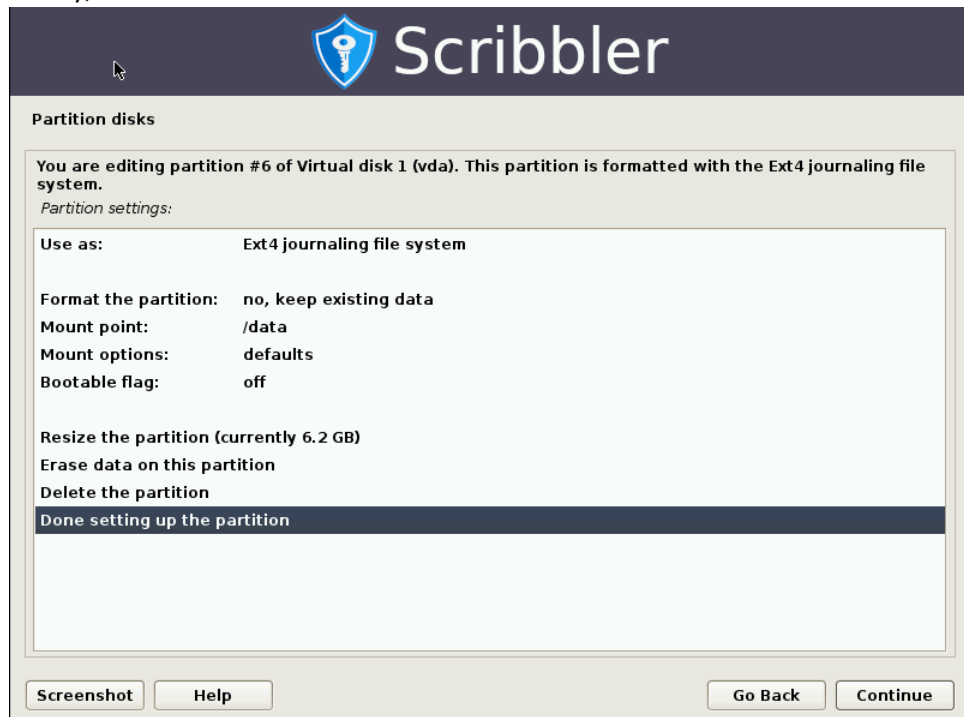 Scribbler
Partition disks
You are editing partition #6 of Virtual disk 1 (vda). This partition is formatted with the Ext4 journaling file
system.
Partition settings:
Use as: Ext4 journaling file system
Format the partition: no, keep existing data
Mount point: /data
Mount options: defaults
Bootable flag: off
Resize the partition (currently 6.2 GB)
Erase data on this partition
Delete the partition
Done setting up the partition
Screenshot Help Go Back Continue